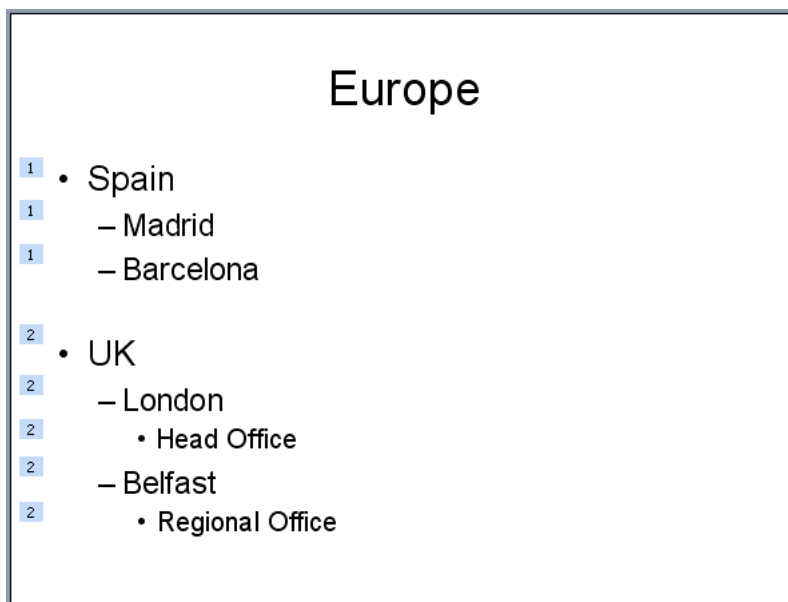 Europe
1 • Spain
1 – Madrid
1 – Barcelona
2 • UK
2 – London
2 • Head Office
2 – Belfast
2 • Regional Office